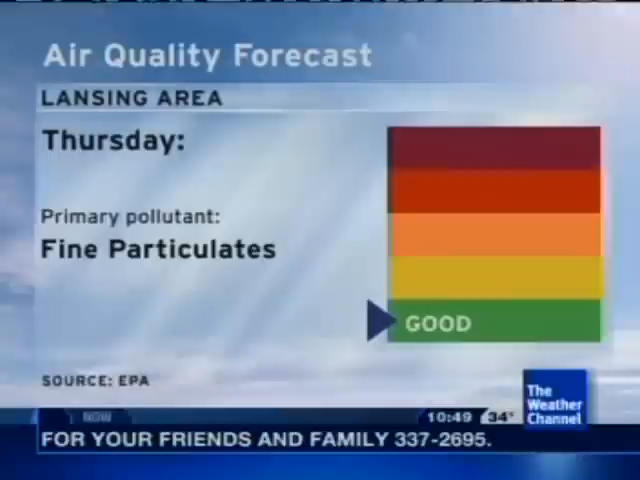 Air Quality Forecast
LANSING AREA
Thursday:
Primary pollutant:
Fine Particulates
GOOD
SOURCE: EPA
The
Weather
Channel
NOW
10:49 34°
FOR YOUR FRIENDS AND FAMILY 337-2695.